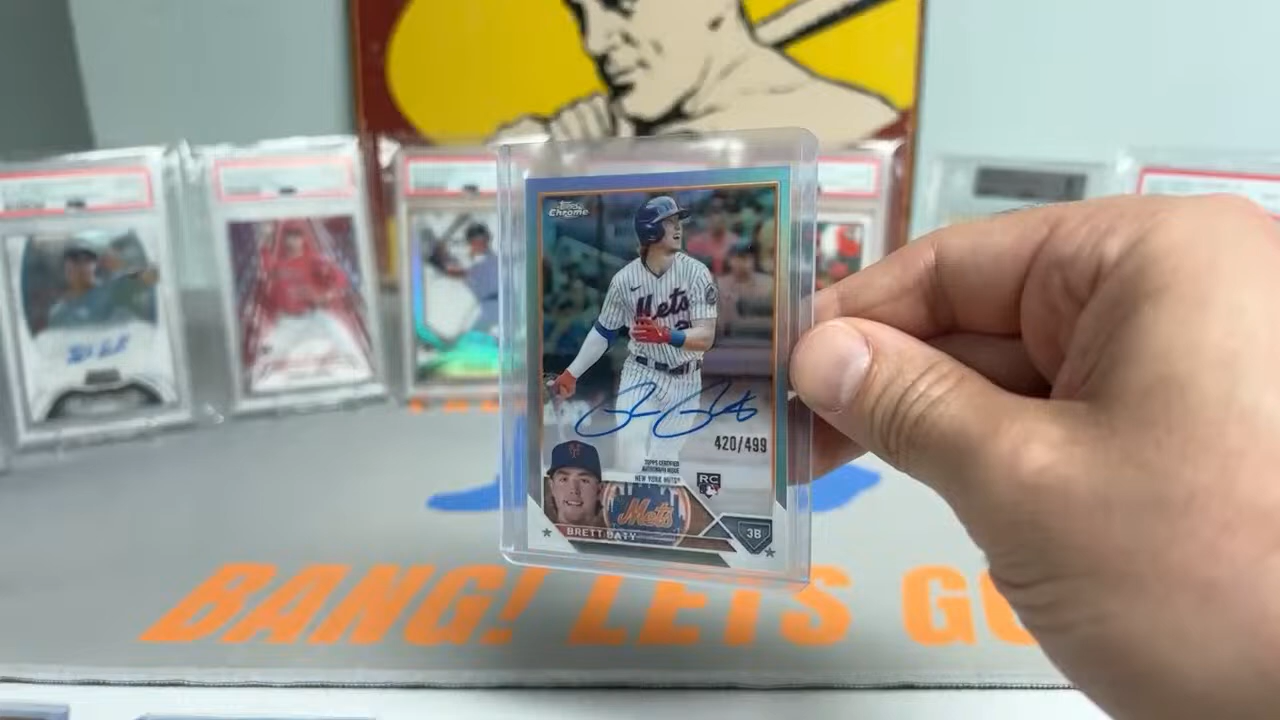 Topps
Chrome
Mets
2
420/499
TOPPS CERTIFIED
AUTOGRAPH ISSUE
NEW YORK METS®
RC
Mets
BRETT BATY
3B
BANG! LETS GO